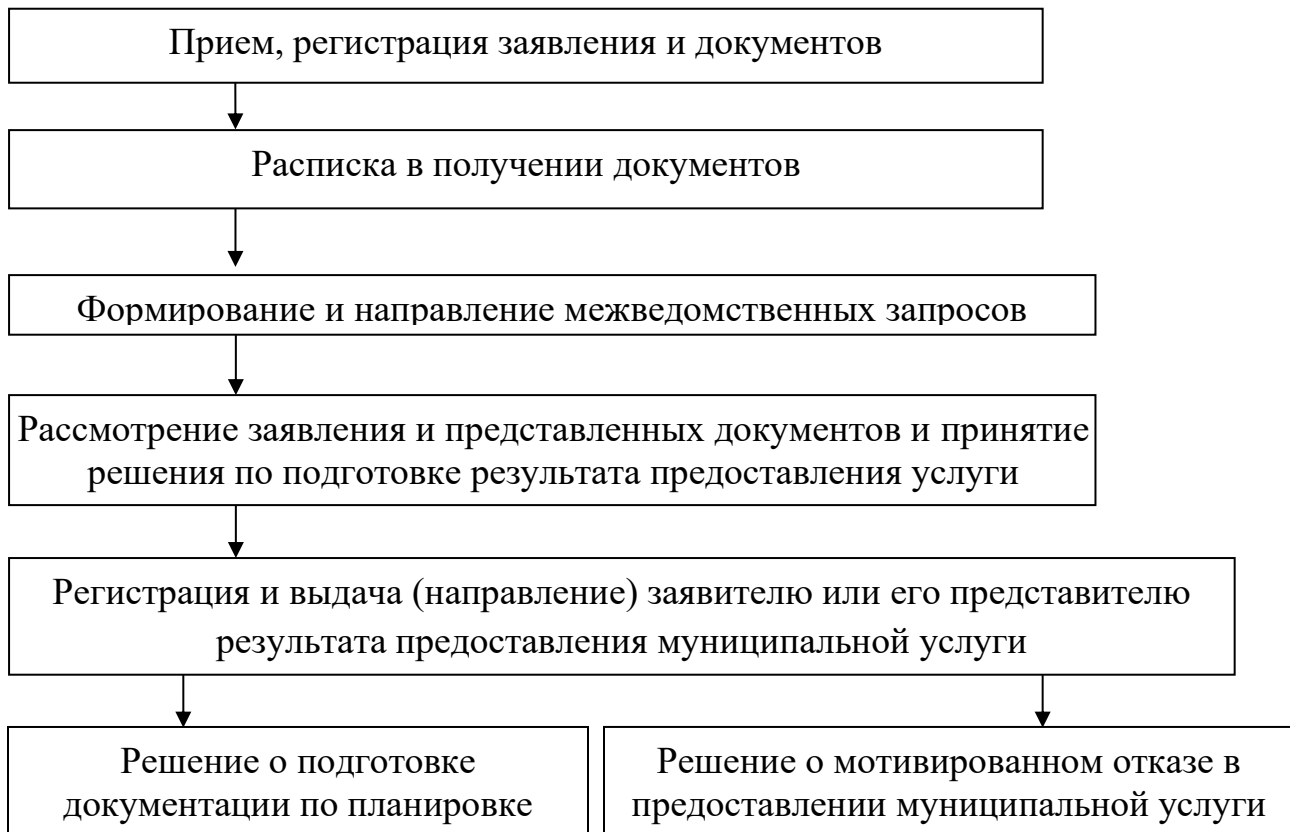 Прием, регистрация заявления и документов
Расписка в получении документов
Формирование и направление межведомственных запросов
Рассмотрение заявления и представленных документов и принятие
решения по подготовке результата предоставления услуги
Регистрация и выдача (направление) заявителю или его представителю
результата предоставления муниципальной услуги
Решение о подготовке
документации по планировке
Решение о мотивированном отказе в
предоставлении муниципальной услуги